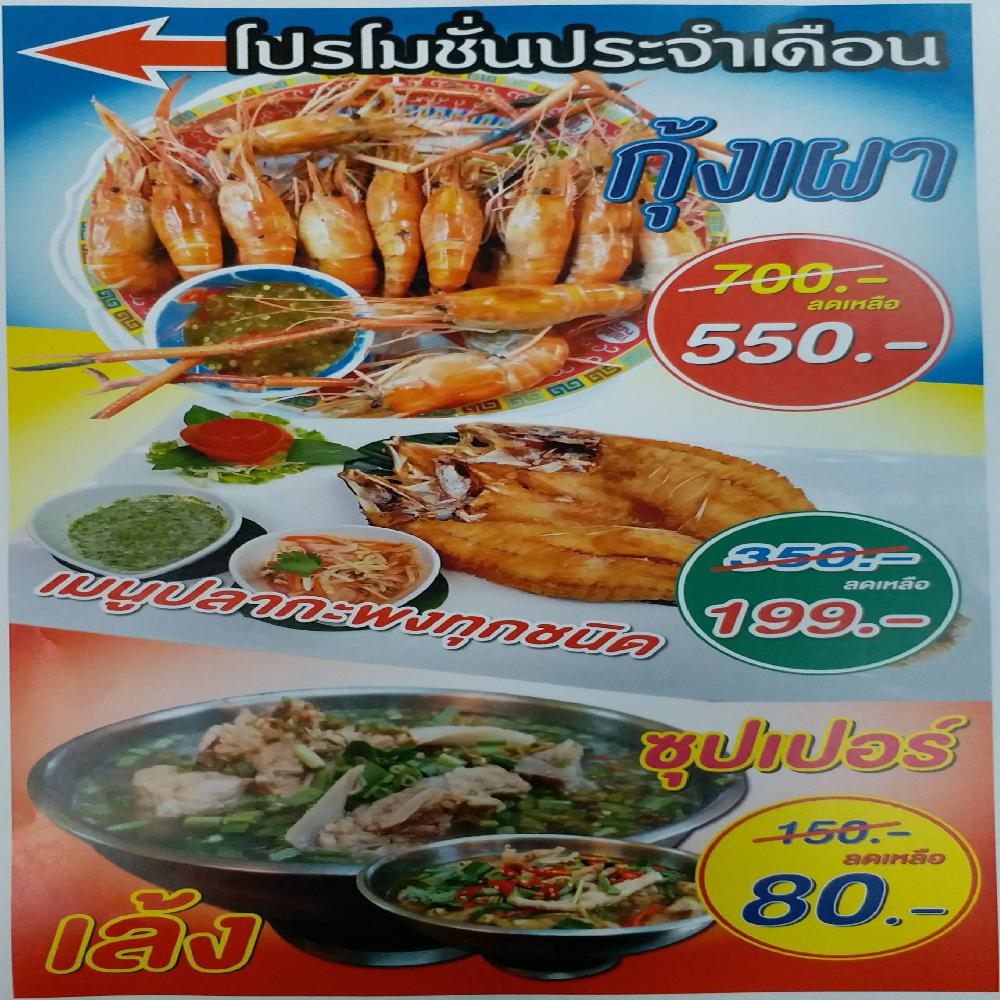 โปรโมชั่นประจำเดือน
กุ้งเผา
700.-
ลดเหลือ
550.-
350.-
ลดเหลือ
199.-
เมนูปลากะพงทุกชนิด
ซุปเปอร์
150.-
ลดเหลือ
80.-
เล้ง